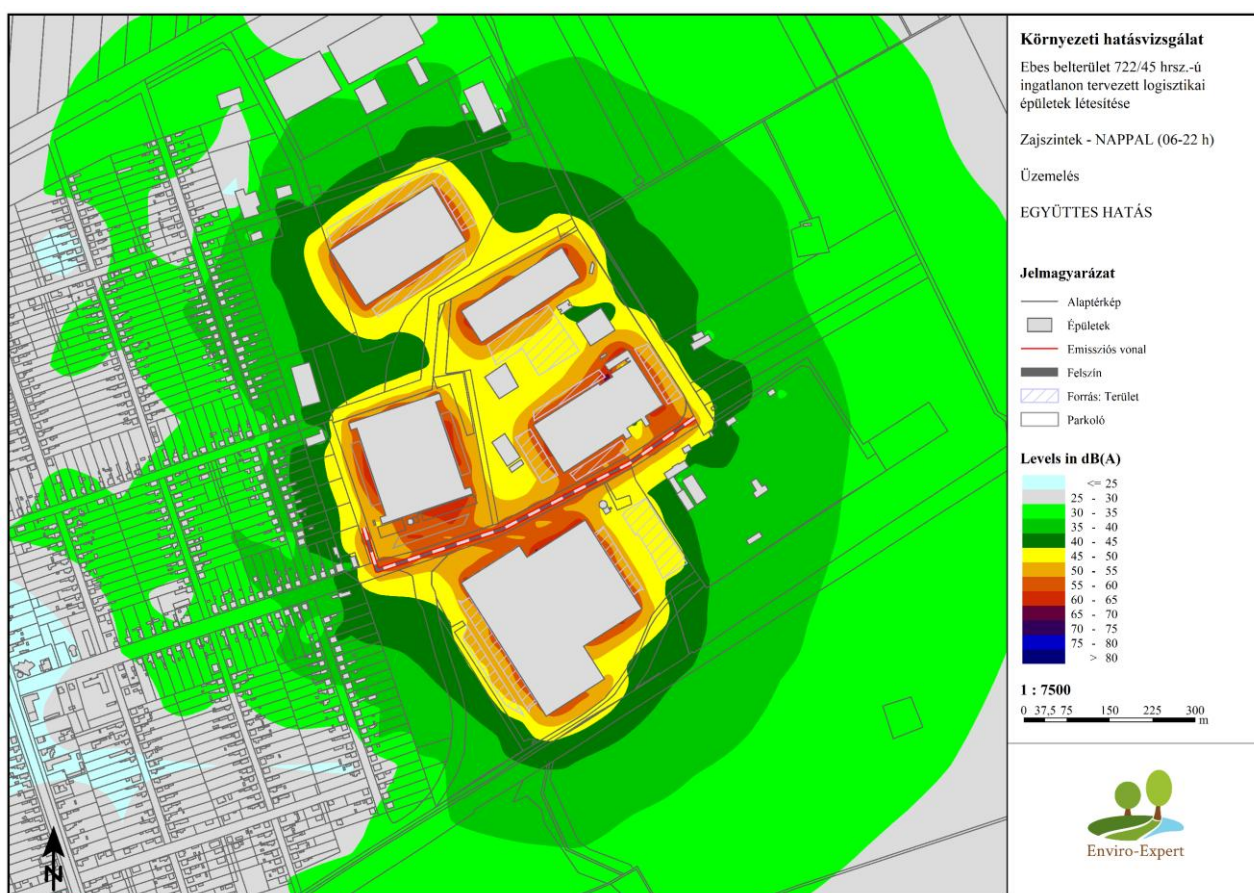 Környezeti hatásvizsgálat
Ebes belterület 722/45 hrsz.-ú
ingatlanon tervezett logisztikai
épületek létesítése
Zajszintek - NAPPAL (06-22 h)
Üzemelés
EGYÜTTES HATÁS
Jelmagyarázat
Alaptérkép
Épületek
Emissziós vonal
Felszín
Forrás: Terület
Parkoló
Levels in dB(A)
<= 25
25 - 30
30 - 35
35 - 40
40 - 45
45 - 50
50 - 55
55 - 60
60 - 65
65 - 70
70 - 75
75 - 80
> 80
1 : 7500
0 37,5 75 150 225 300
m
Enviro-Expert
N